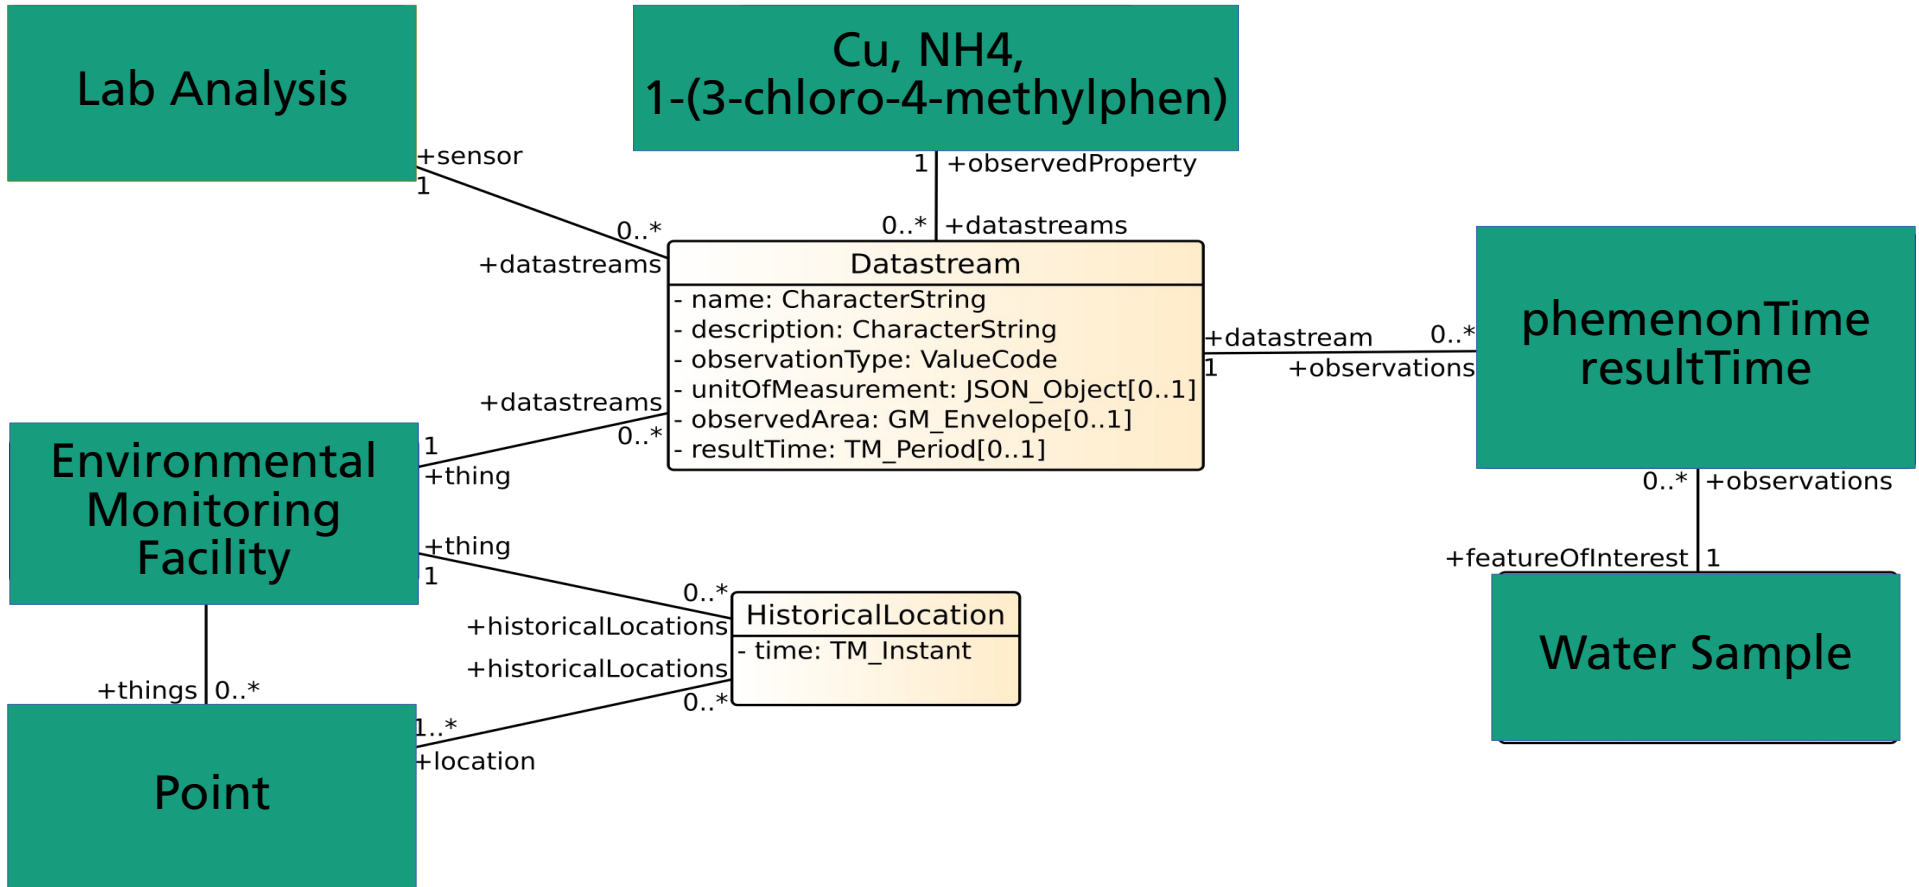 Lab Analysis
Cu, NH4,
1-(3-chloro-4-methylphen)
+sensor
1
0..*
+datastreams
1 +observedProperty
0..* +datastreams
Datastream
- name: CharacterString
- description: CharacterString
- observationType: ValueCode
- unitOfMeasurement: JSON_Object[0..1]
- observedArea: GM_Envelope[0..1]
- resultTime: TM_Period[0..1]
+datastream
1
0..*
+observations
phemenonTime
resultTime
+datastreams
0..*
1
+thing
Environmental
Monitoring
Facility
+thing
1
0..*
+historicalLocations
HistoricalLocation
- time: TM_Instant
+historicalLocations
0..*
0..* +observations
+featureOfInterest 1
Water Sample
+things 0..*
1..*
+location
Point